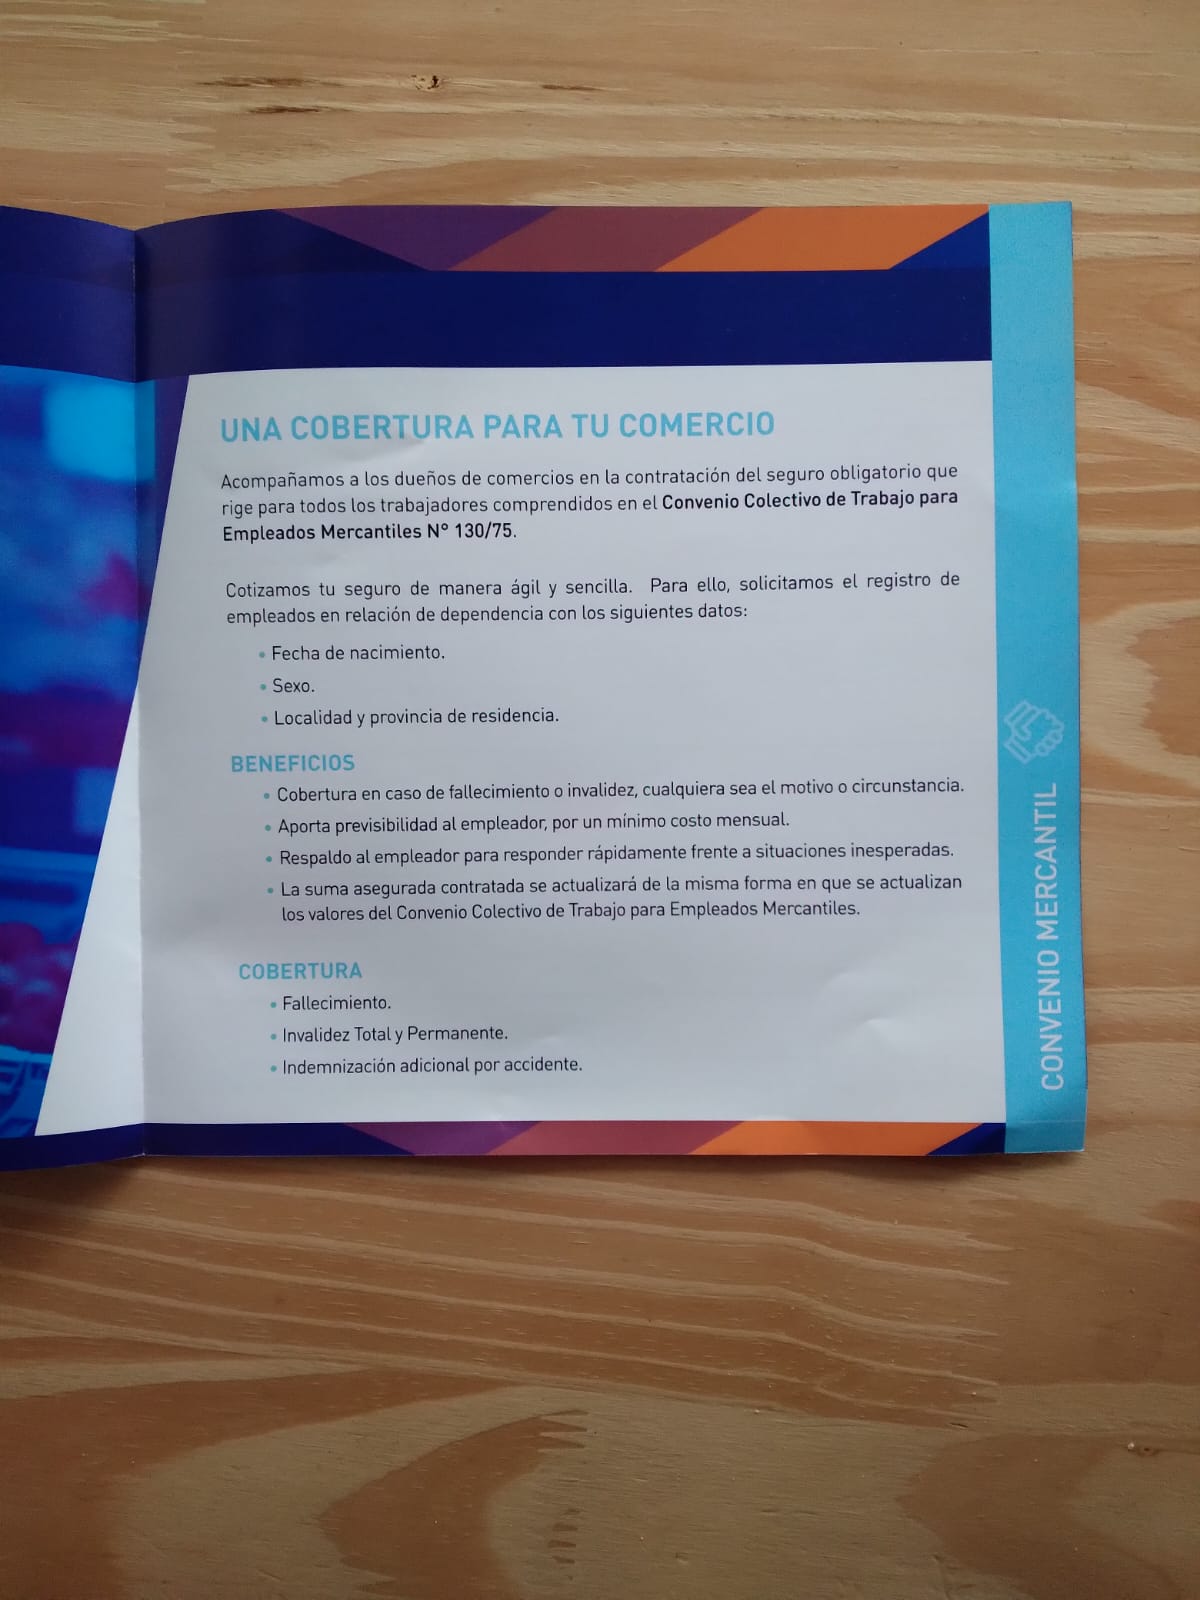 UNA COBERTURA PARA TU COMERCIO
Acompañamos a los dueños de comercios en la contratación del seguro obligatorio que
rige para todos los trabajadores comprendidos en el Convenio Colectivo de Trabajo para
Empleados Mercantiles N° 130/75.
Cotizamos tu seguro de manera ágil y sencilla. Para ello, solicitamos el registro de
empleados en relación de dependencia con los siguientes datos:
• Fecha de nacimiento.
• Sexo.
• Localidad y provincia de residencia.
BENEFICIOS
• Cobertura en caso de fallecimiento o invalidez, cualquiera sea el motivo o circunstancia.
• Aporta previsibilidad al empleador, por un mínimo costo mensual.
• Respaldo al empleador para responder rápidamente frente a situaciones inesperadas.
• La suma asegurada contratada se actualizará de la misma forma en que se actualizan
los valores del Convenio Colectivo de Trabajo para Empleados Mercantiles.
COBERTURA
• Fallecimiento.
• Invalidez Total y Permanente.
• Indemnización adicional por accidente.
CONVENIO MERCANTIL